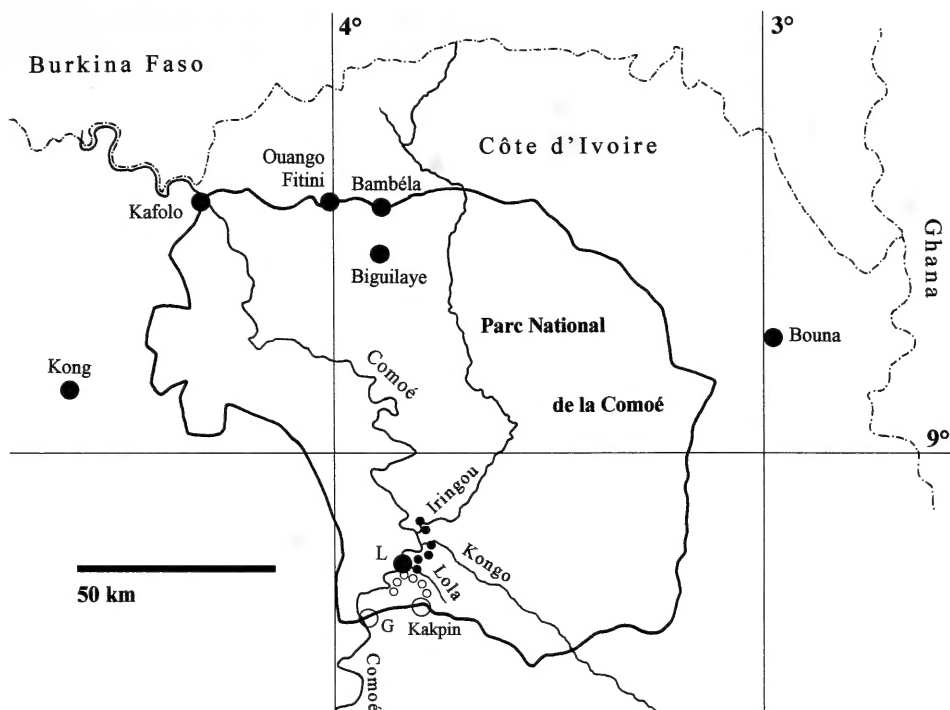 4°
3°
Burkina Faso
Côte d'Ivoire
Ouango
Fitini
Bambéla
Kafolo
Biguilaye
Ghana
Parc National
Bouna
Kong
Comoé
de la Comoé
9°
Iringou
L
Kongo
Lola
50 km
G
Kakpin
Comoé